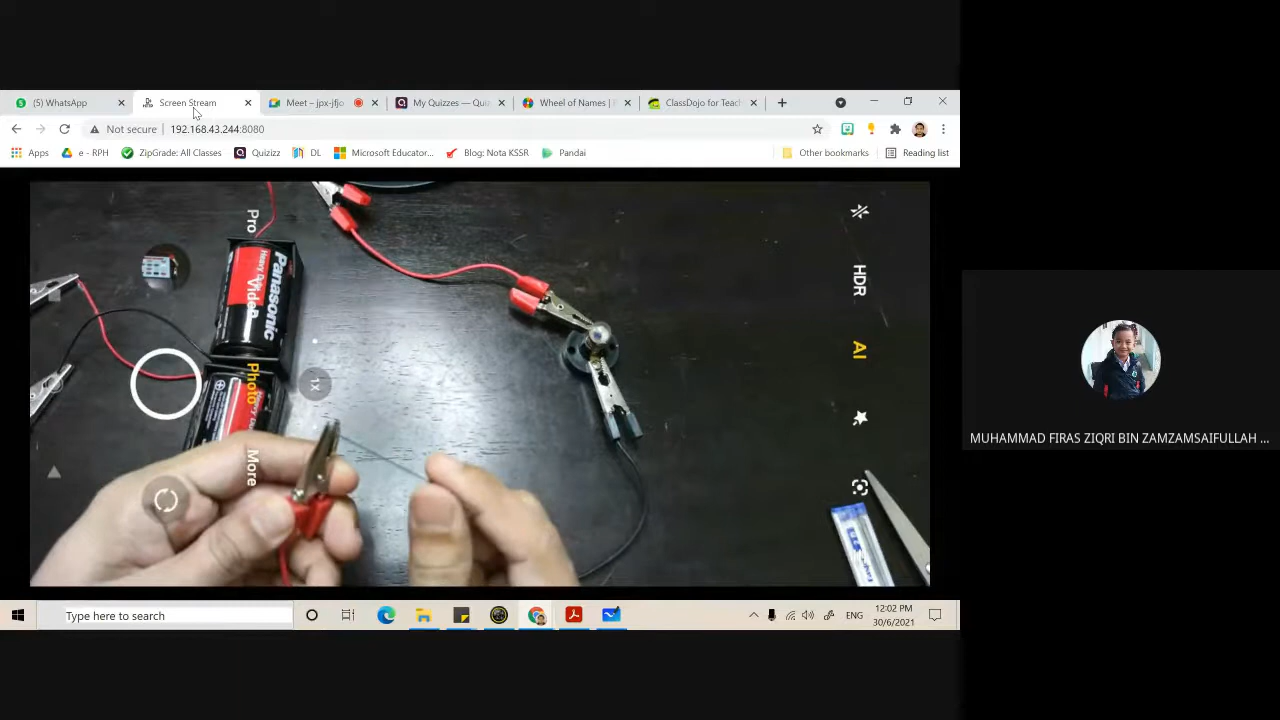 (5) WhatsApp
Screen Stream
Meet – jpx-jfjo
My Quizzes — Qui
Wheel of Names |
ClassDojo for Teach
Not secure
192.168.43.244:8080
Apps
e - RPH
ZipGrade: All Classes
Quizizz
DL
Microsoft Educator...
Blog: Nota KSSR
Pandai
Other bookmarks
Reading list
Pro
Video
Photo
More
1X
HDR
AI
Panasonic
HEAVY DUTY
MUHAMMAD FIRAS ZIQRI BIN ZAMZAMSAIFULLAH ...
Type here to search
ENG
12:02 PM
30/6/2021